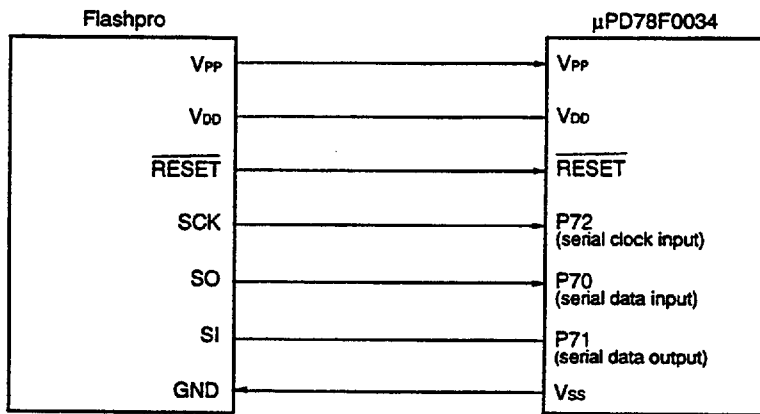 Flashpro μPD78F0034
VPP VPP
VDD VDD
RESET RESET
SCK P72
(serial clock input)
SO P70
(serial data input)
SI P71
(serial data output)
GND VSS